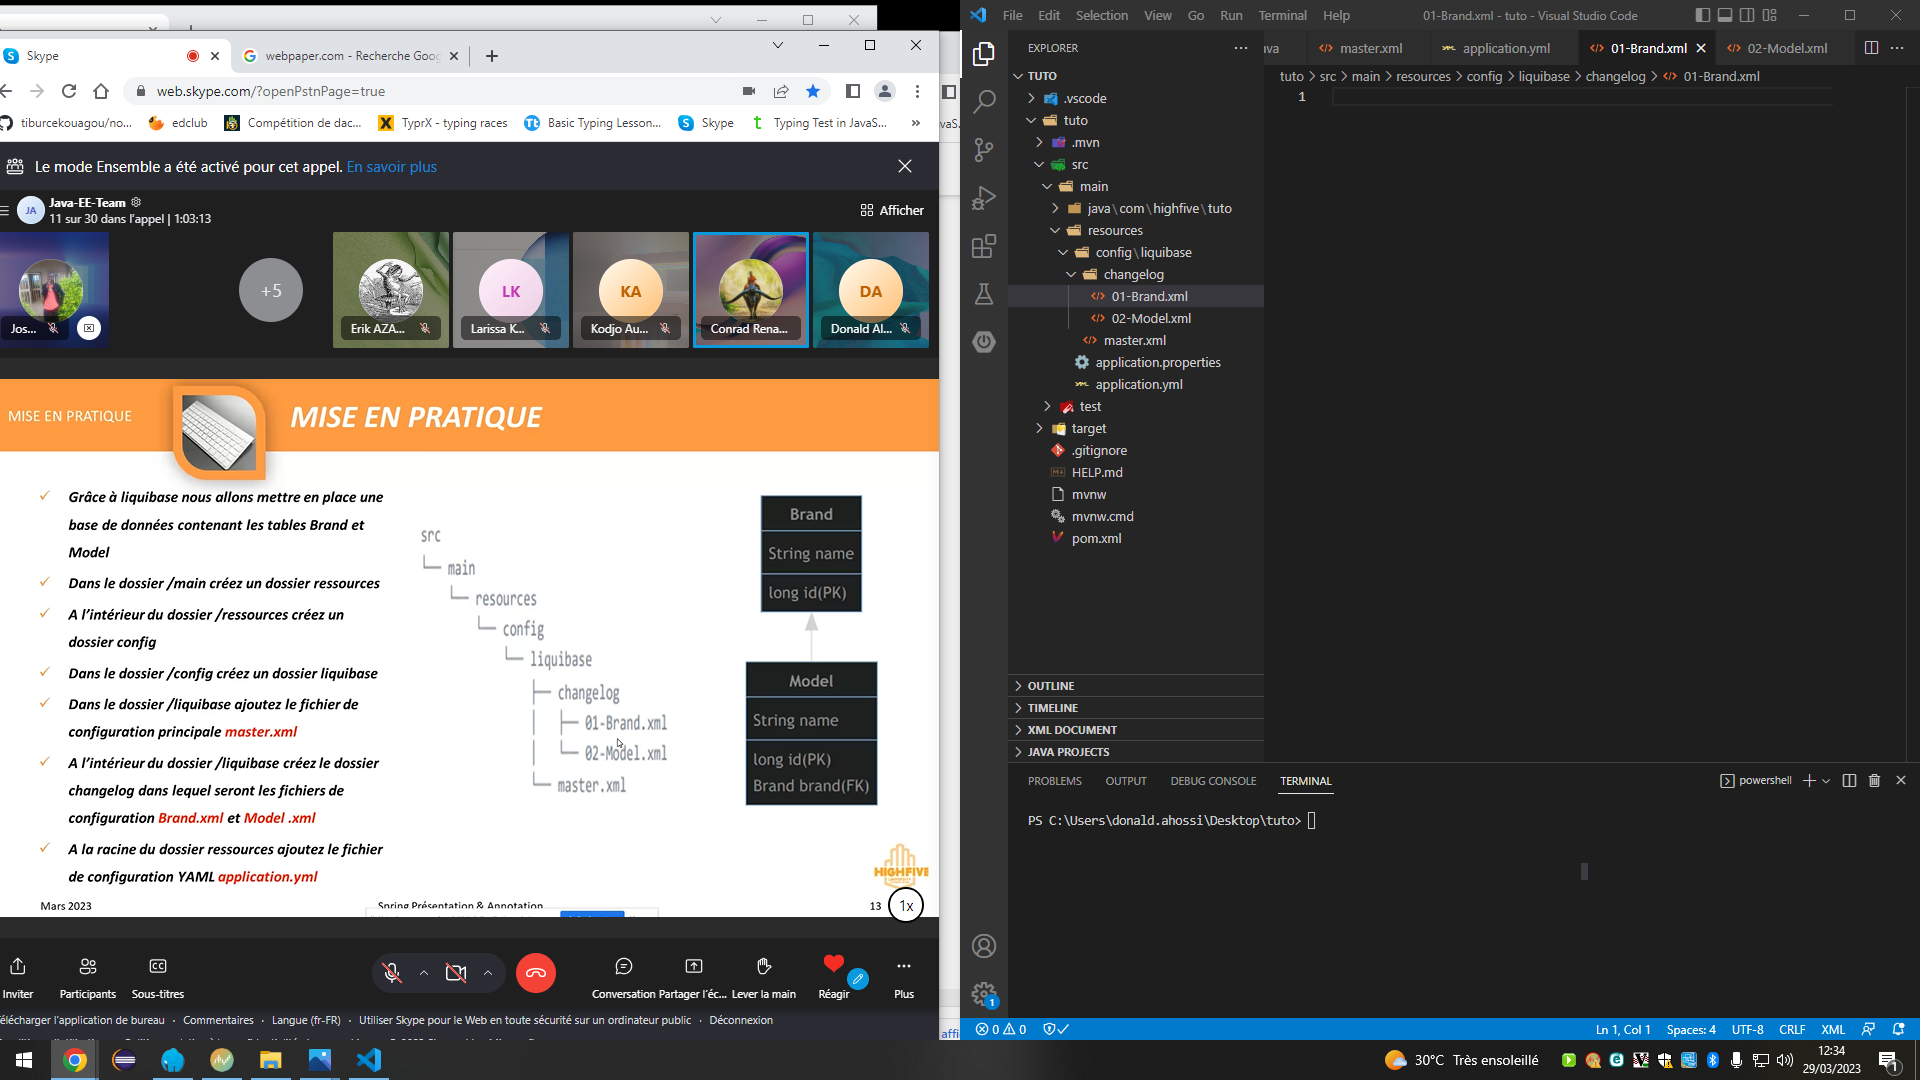 Skype
webpaper.com - Recherche Goog
web.skype.com/?openPstnPage=true
tiburcekouagou/no...
edclub
Compétition de dac...
TyprX - typing races
Basic Typing Lesson...
Skype
Typing Test in JavaS...
»
Le mode Ensemble a été activé pour cet appel. En savoir plus
JA
Java-EE-Team
11 sur 30 dans l'appel | 1:03:13
Afficher
Jos...
+5
Erik AZA...
LK
Larissa K...
KA
Kodjo Au...
Conrad Rena...
DA
Donald Al...
MISE EN PRATIQUE
MISE EN PRATIQUE
Grâce à liquibase nous allons mettre en place une
base de données contenant les tables Brand et
Model
Dans le dossier /main créez un dossier ressources
A l'intérieur du dossier /ressources créez un
dossier config
Dans le dossier /config créez un dossier liquibase
Dans le dossier /liquibase ajoutez le fichier de
configuration principale master.xml
A l'intérieur du dossier /liquibase créez le dossier
changelog dans lequel seront les fichiers de
configuration Brand.xml et Model .xml
A la racine du dossier ressources ajoutez le fichier
de configuration YAML application.yml
src
main
resources
config
liquibase
changelog
01-Brand.xml
02-Model.xml
master.xml
Brand
String name
long id(PK)
Model
String name
long id(PK)
Brand brand(FK)
HIGHFIVE
Mars 2023
Spring Présentation & Annotation
13
1x
Inviter
Participants
Sous-titres
Conversation
Partager l'éc...
Lever la main
Réagir
Plus
élécharger l'application de bureau · Commentaires · Langue (fr-FR) · Utiliser Skype pour le Web en toute sécurité sur un ordinateur public · Déconnexion
vaS.
affi
File Edit Selection View Go Run Terminal Help
01-Brand.xml - tuto - Visual Studio Code
EXPLORER
TUTO
.vscode
tuto
.mvn
src
main
java\com\highfive\tuto
resources
config\liquibase
changelog
01-Brand.xml
02-Model.xml
master.xml
application.properties
application.yml
test
target
.gitignore
HELP.md
mvnw
mvnw.cmd
pom.xml
OUTLINE
TIMELINE
XML DOCUMENT
JAVA PROJECTS
ava
master.xml
application.yml
01-Brand.xml
02-Model.xml
tuto > src > main > resources > config > liquibase > changelog > 01-Brand.xml
1
PROBLEMS OUTPUT DEBUG CONSOLE TERMINAL
powershell
PS C:\Users\donald.ahossi\Desktop\tuto>
1
0 0
Ln 1, Col 1 Spaces: 4 UTF-8 CRLF XML
30°C Très ensoleillé
12:34
29/03/2023
1